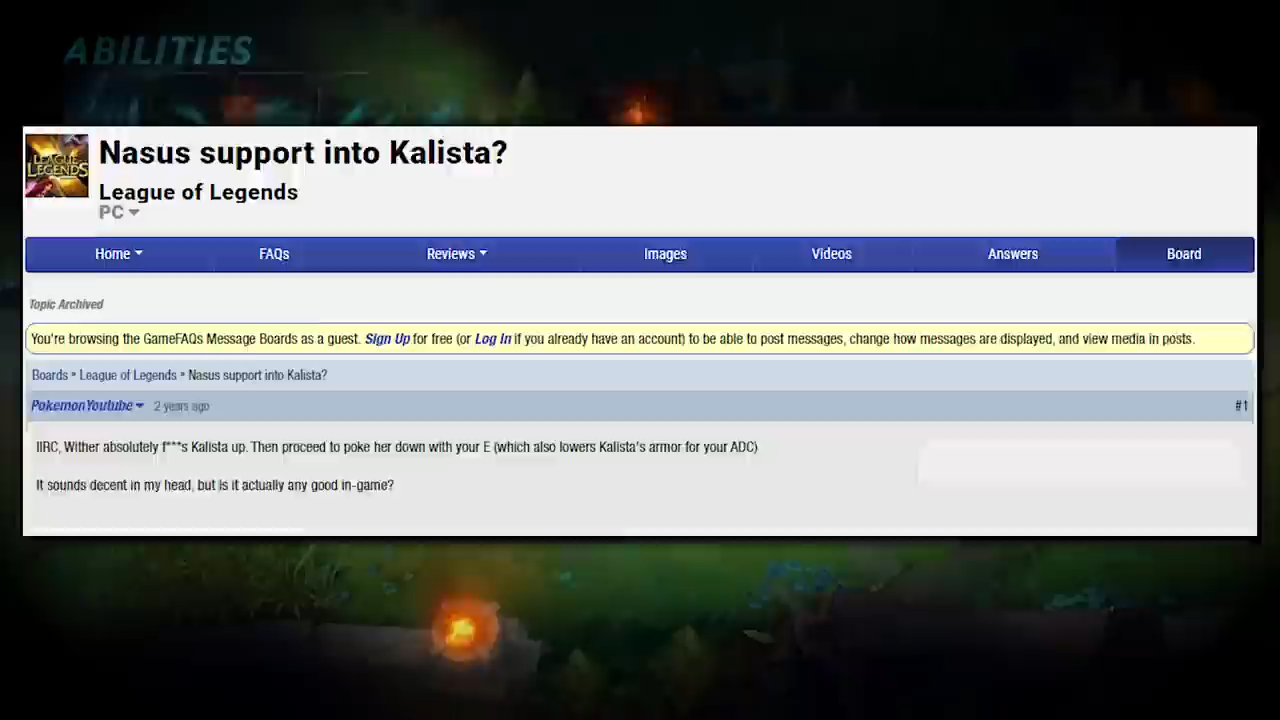 ABILITIES
LEAGUE
LEGENDS
Nasus support into Kalista?
League of Legends
PC
Home FAQs Reviews Images Videos Answers Board
Topic Archived
You're browsing the GameFAQs Message Boards as a guest. Sign Up for free (or Log In if you already have an account) to be able to post messages, change how messages are displayed, and view media in posts.
Boards » League of Legends » Nasus support into Kalista?
PokemonYoutube 2 years ago #1
IIRC, Wither absolutely f***s Kalista up. Then proceed to poke her down with your E (which also lowers Kalista's armor for your ADC)
It sounds decent in my head, but is it actually any good in-game?